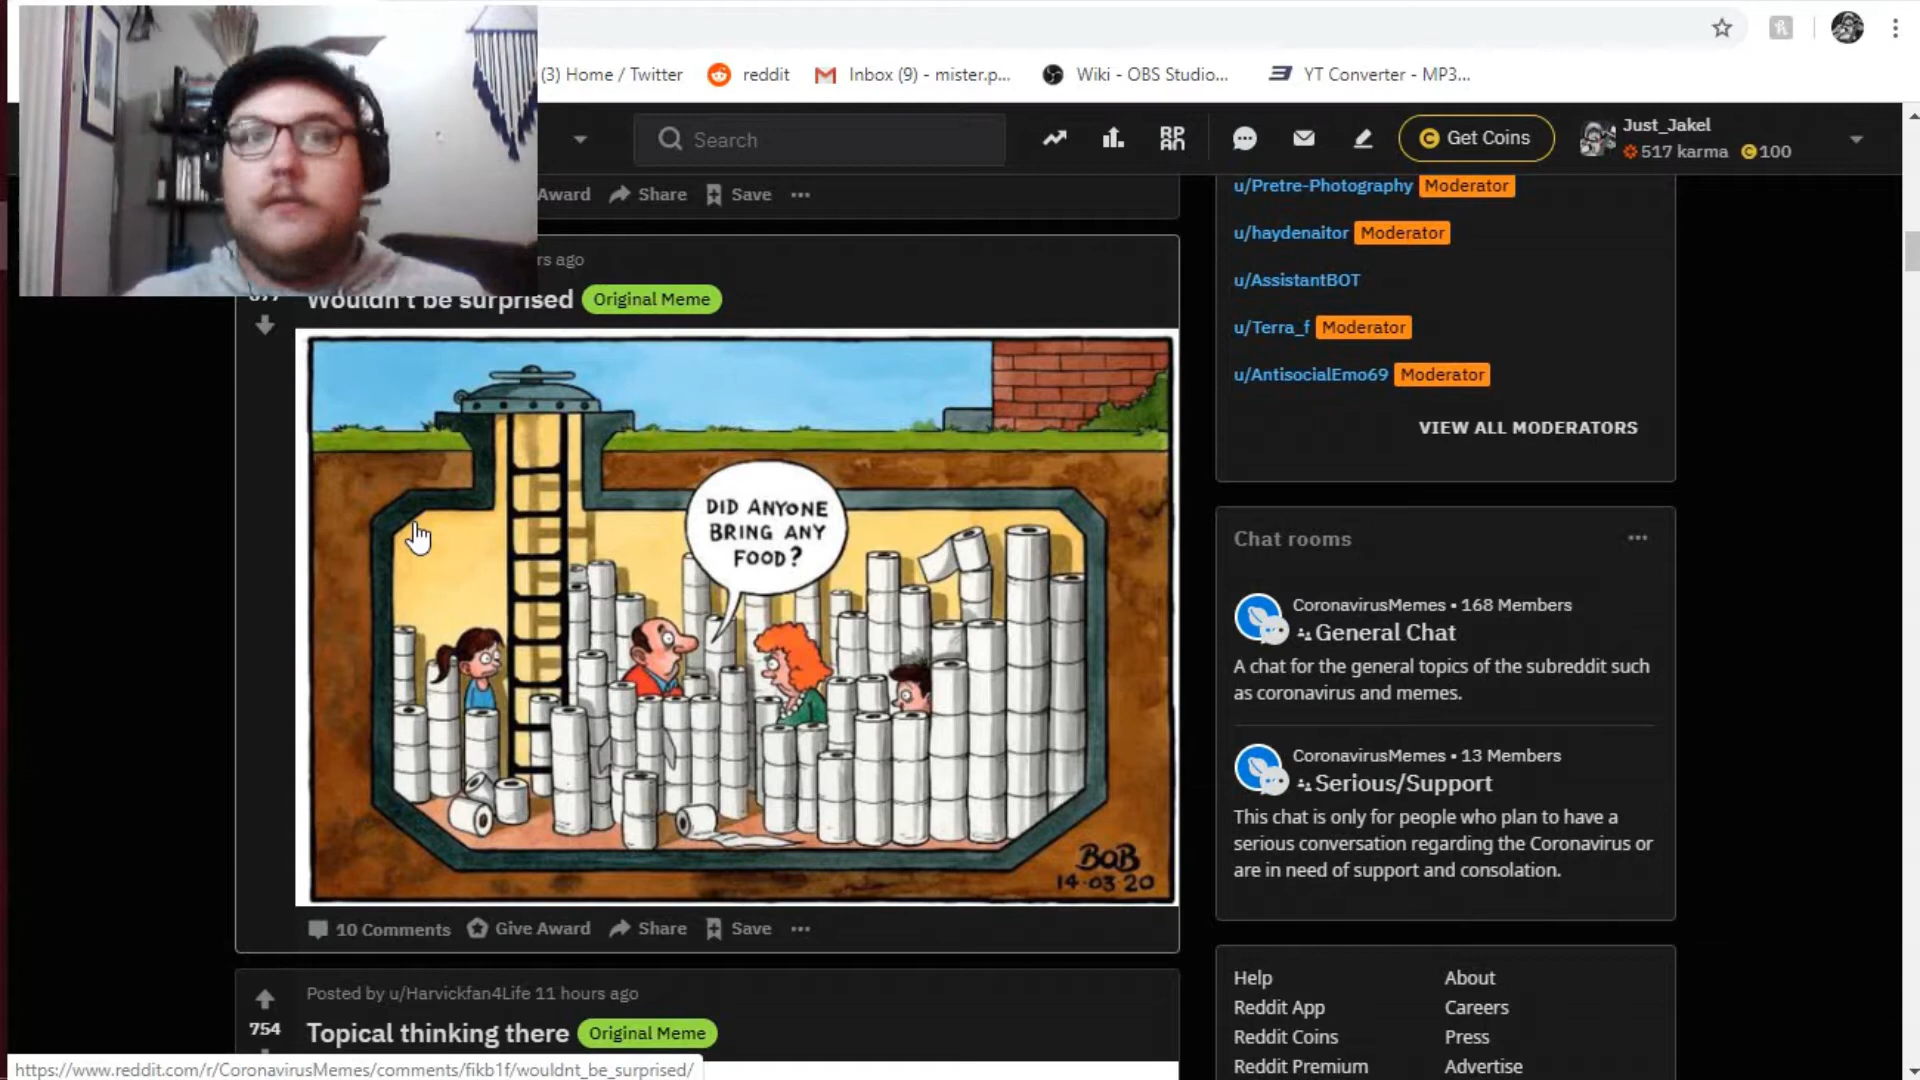 (3) Home / Twitter
reddit
Inbox (9) - mister.p...
Wiki - OBS Studio...
YT Converter - MP3...
Search
Get Coins
Just_Jakel
517 karma
100
Award
Share
Save
rs ago
Wouldn't be surprised
Original Meme
DID ANYONE
BRING ANY
FOOD?
BOB
14-03-20
10 Comments
Give Award
Share
Save
Posted by u/Harvickfan4Life 11 hours ago
754
Topical thinking there
Original Meme
u/Pretre-Photography Moderator
u/haydenaitor Moderator
u/AssistantBOT
u/Terra_f Moderator
u/AntisocialEmo69 Moderator
VIEW ALL MODERATORS
Chat rooms
CoronavirusMemes • 168 Members
General Chat
A chat for the general topics of the subreddit such
as coronavirus and memes.
CoronavirusMemes • 13 Members
Serious/Support
This chat is only for people who plan to have a
serious conversation regarding the Coronavirus or
are in need of support and consolation.
Help
About
Reddit App
Careers
Reddit Coins
Press
Reddit Premium
Advertise
https://www.reddit.com/r/CoronavirusMemes/comments/fikb1f/wouldnt_be_surprised/